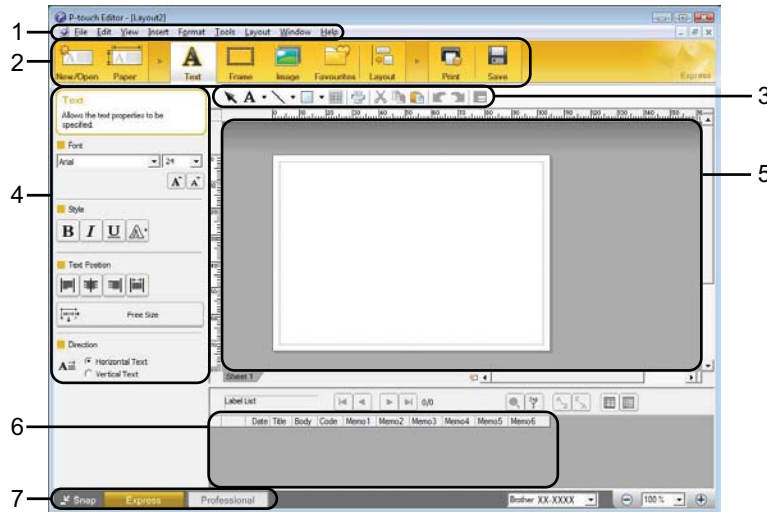 P-touch Editor - [Layout2]
1
File Edit View Insert Format Tools Layout Window Help
2
New/Open Paper Text Frame Image Favourites Layout Print Save
Express
3
Text
Allows the text properties to be
specified.
Font
Arial 24
A A
4
5
Style
B I U A
Text Position
Free Size
Direction
A Horizontal Text
Vertical Text
Sheet 1
Label List 0/0
Date Title Body Code Memo1 Memo2 Memo3 Memo4 Memo5 Memo6
6
7
Snap Express Professional
Brother XX-XXXX 100 %